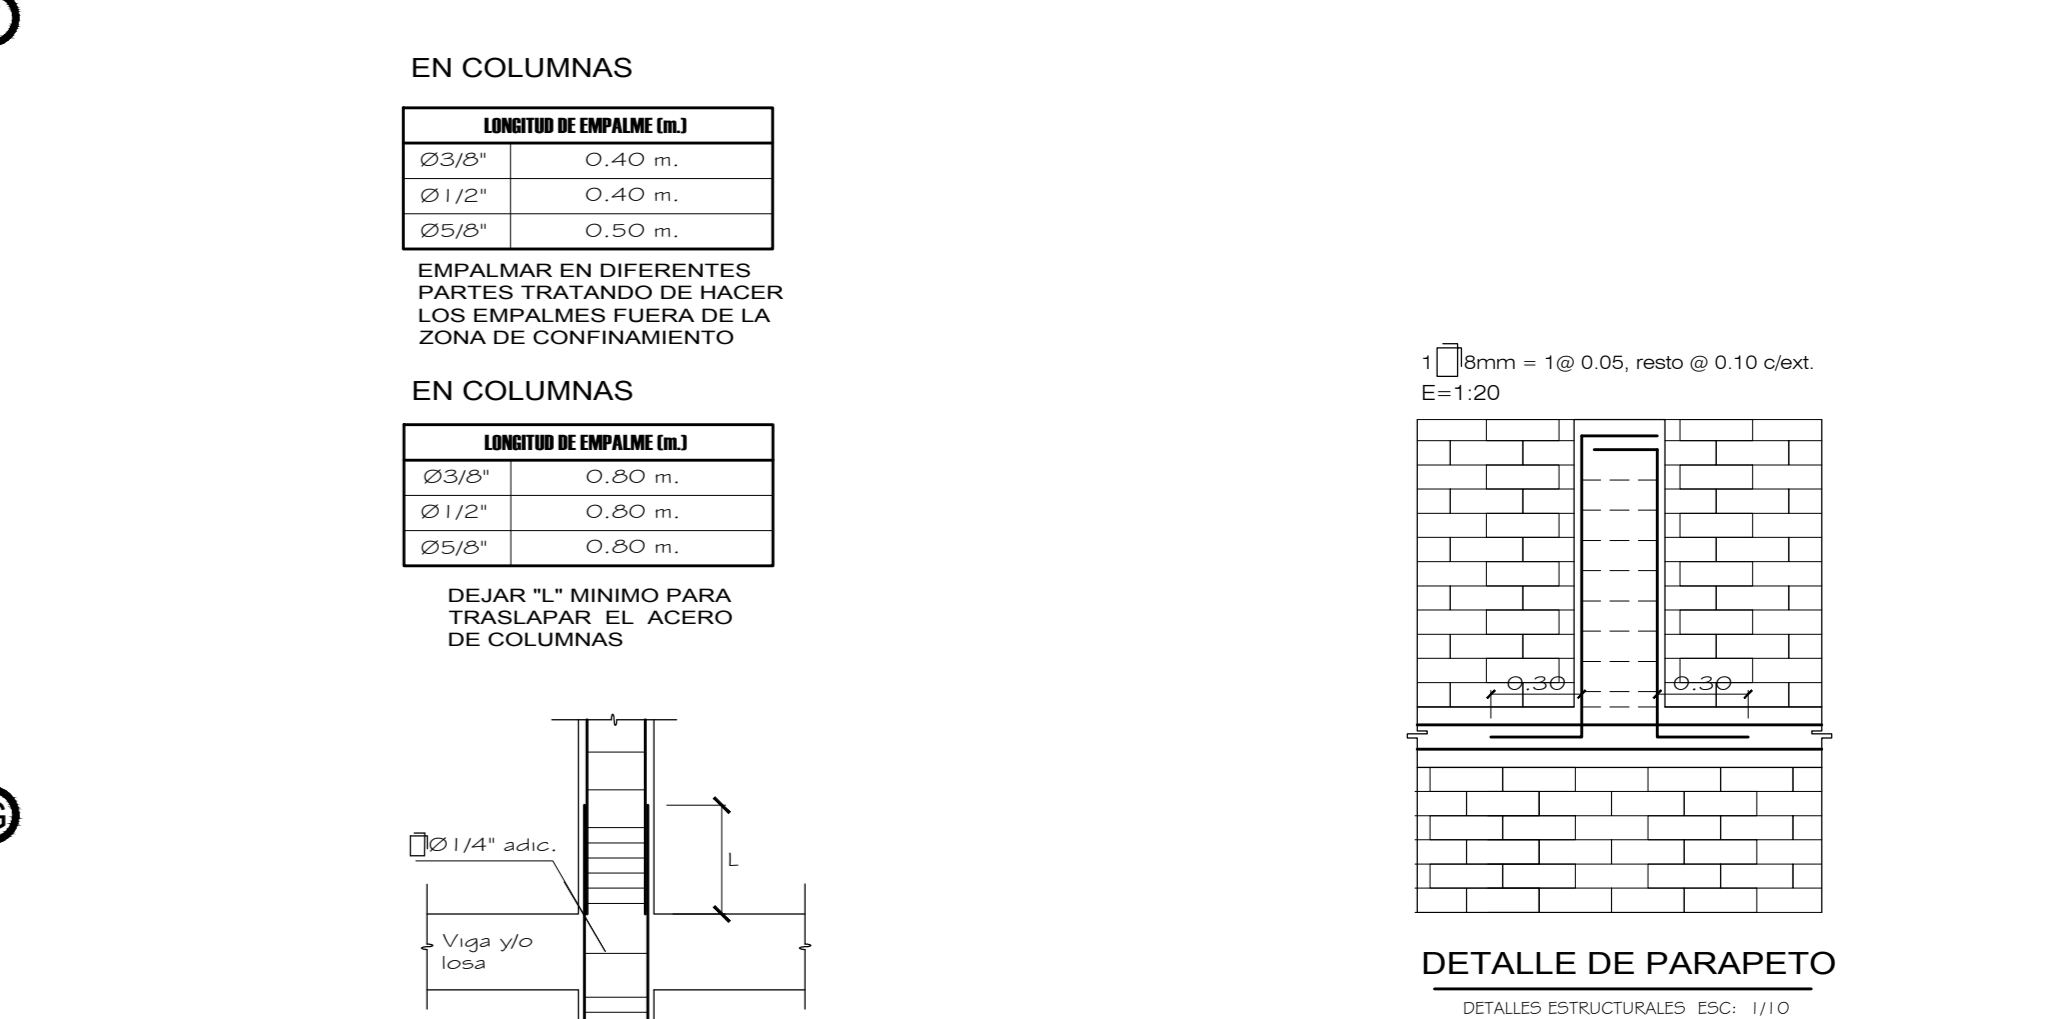 EN COLUMNAS
LONGITUD DE EMPALME (m.)
Ø3/8" 0.40 m.
Ø1/2" 0.40 m.
Ø5/8" 0.50 m.
EMPALMAR EN DIFERENTES
PARTES TRATANDO DE HACER
LOS EMPALMES FUERA DE LA
ZONA DE CONFINAMIENTO
EN COLUMNAS
LONGITUD DE EMPALME (m.)
Ø3/8" 0.80 m.
Ø1/2" 0.80 m.
Ø5/8" 0.80 m.
DEJAR "L" MINIMO PARA
TRASLAPAR EL ACERO
DE COLUMNAS
Ø1/4" adic.
L
Viga y/o
losa
1 8mm = 1@ 0.05, resto @ 0.10 c/ext.
E=1:20
0.30 0.30
DETALLE DE PARAPETO
DETALLES ESTRUCTURALES ESC: 1/10